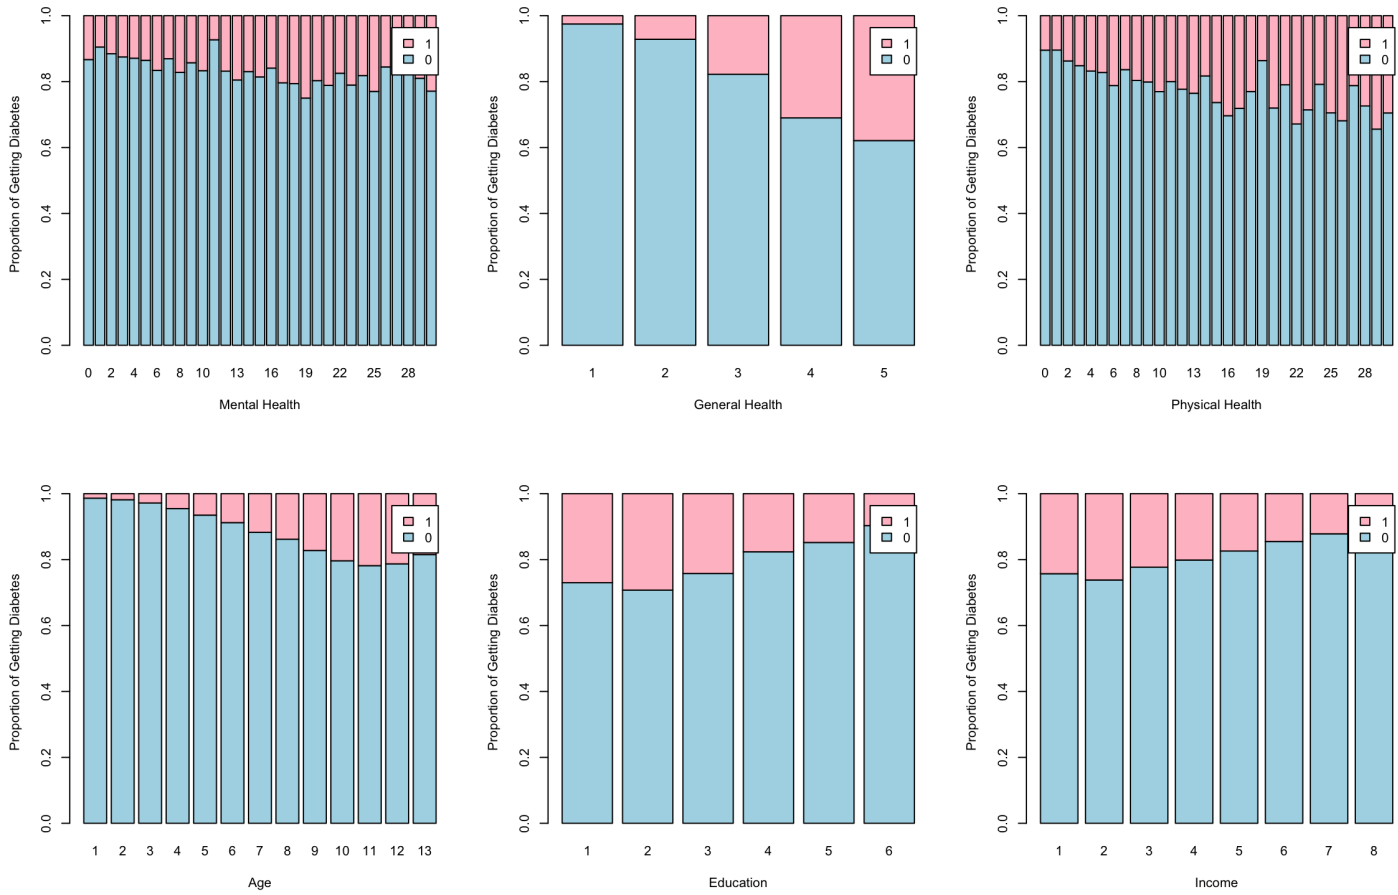 Proportion of Getting Diabetes
1.0
0.8
0.6
0.4
0.2
0.0
1
0
0 2 4 6 8 10 13 16 19 22 25 28
Mental Health
Proportion of Getting Diabetes
1.0
0.8
0.6
0.4
0.2
0.0
1
0
1 2 3 4 5
General Health
Proportion of Getting Diabetes
1.0
0.8
0.6
0.4
0.2
0.0
1
0
0 2 4 6 8 10 13 16 19 22 25 28
Physical Health
Proportion of Getting Diabetes
1.0
0.8
0.6
0.4
0.2
0.0
1
0
1 2 3 4 5 6 7 8 9 10 11 12 13
Age
Proportion of Getting Diabetes
1.0
0.8
0.6
0.4
0.2
0.0
1
0
1 2 3 4 5 6
Education
Proportion of Getting Diabetes
1.0
0.8
0.6
0.4
0.2
0.0
1
0
1 2 3 4 5 6 7 8
Income